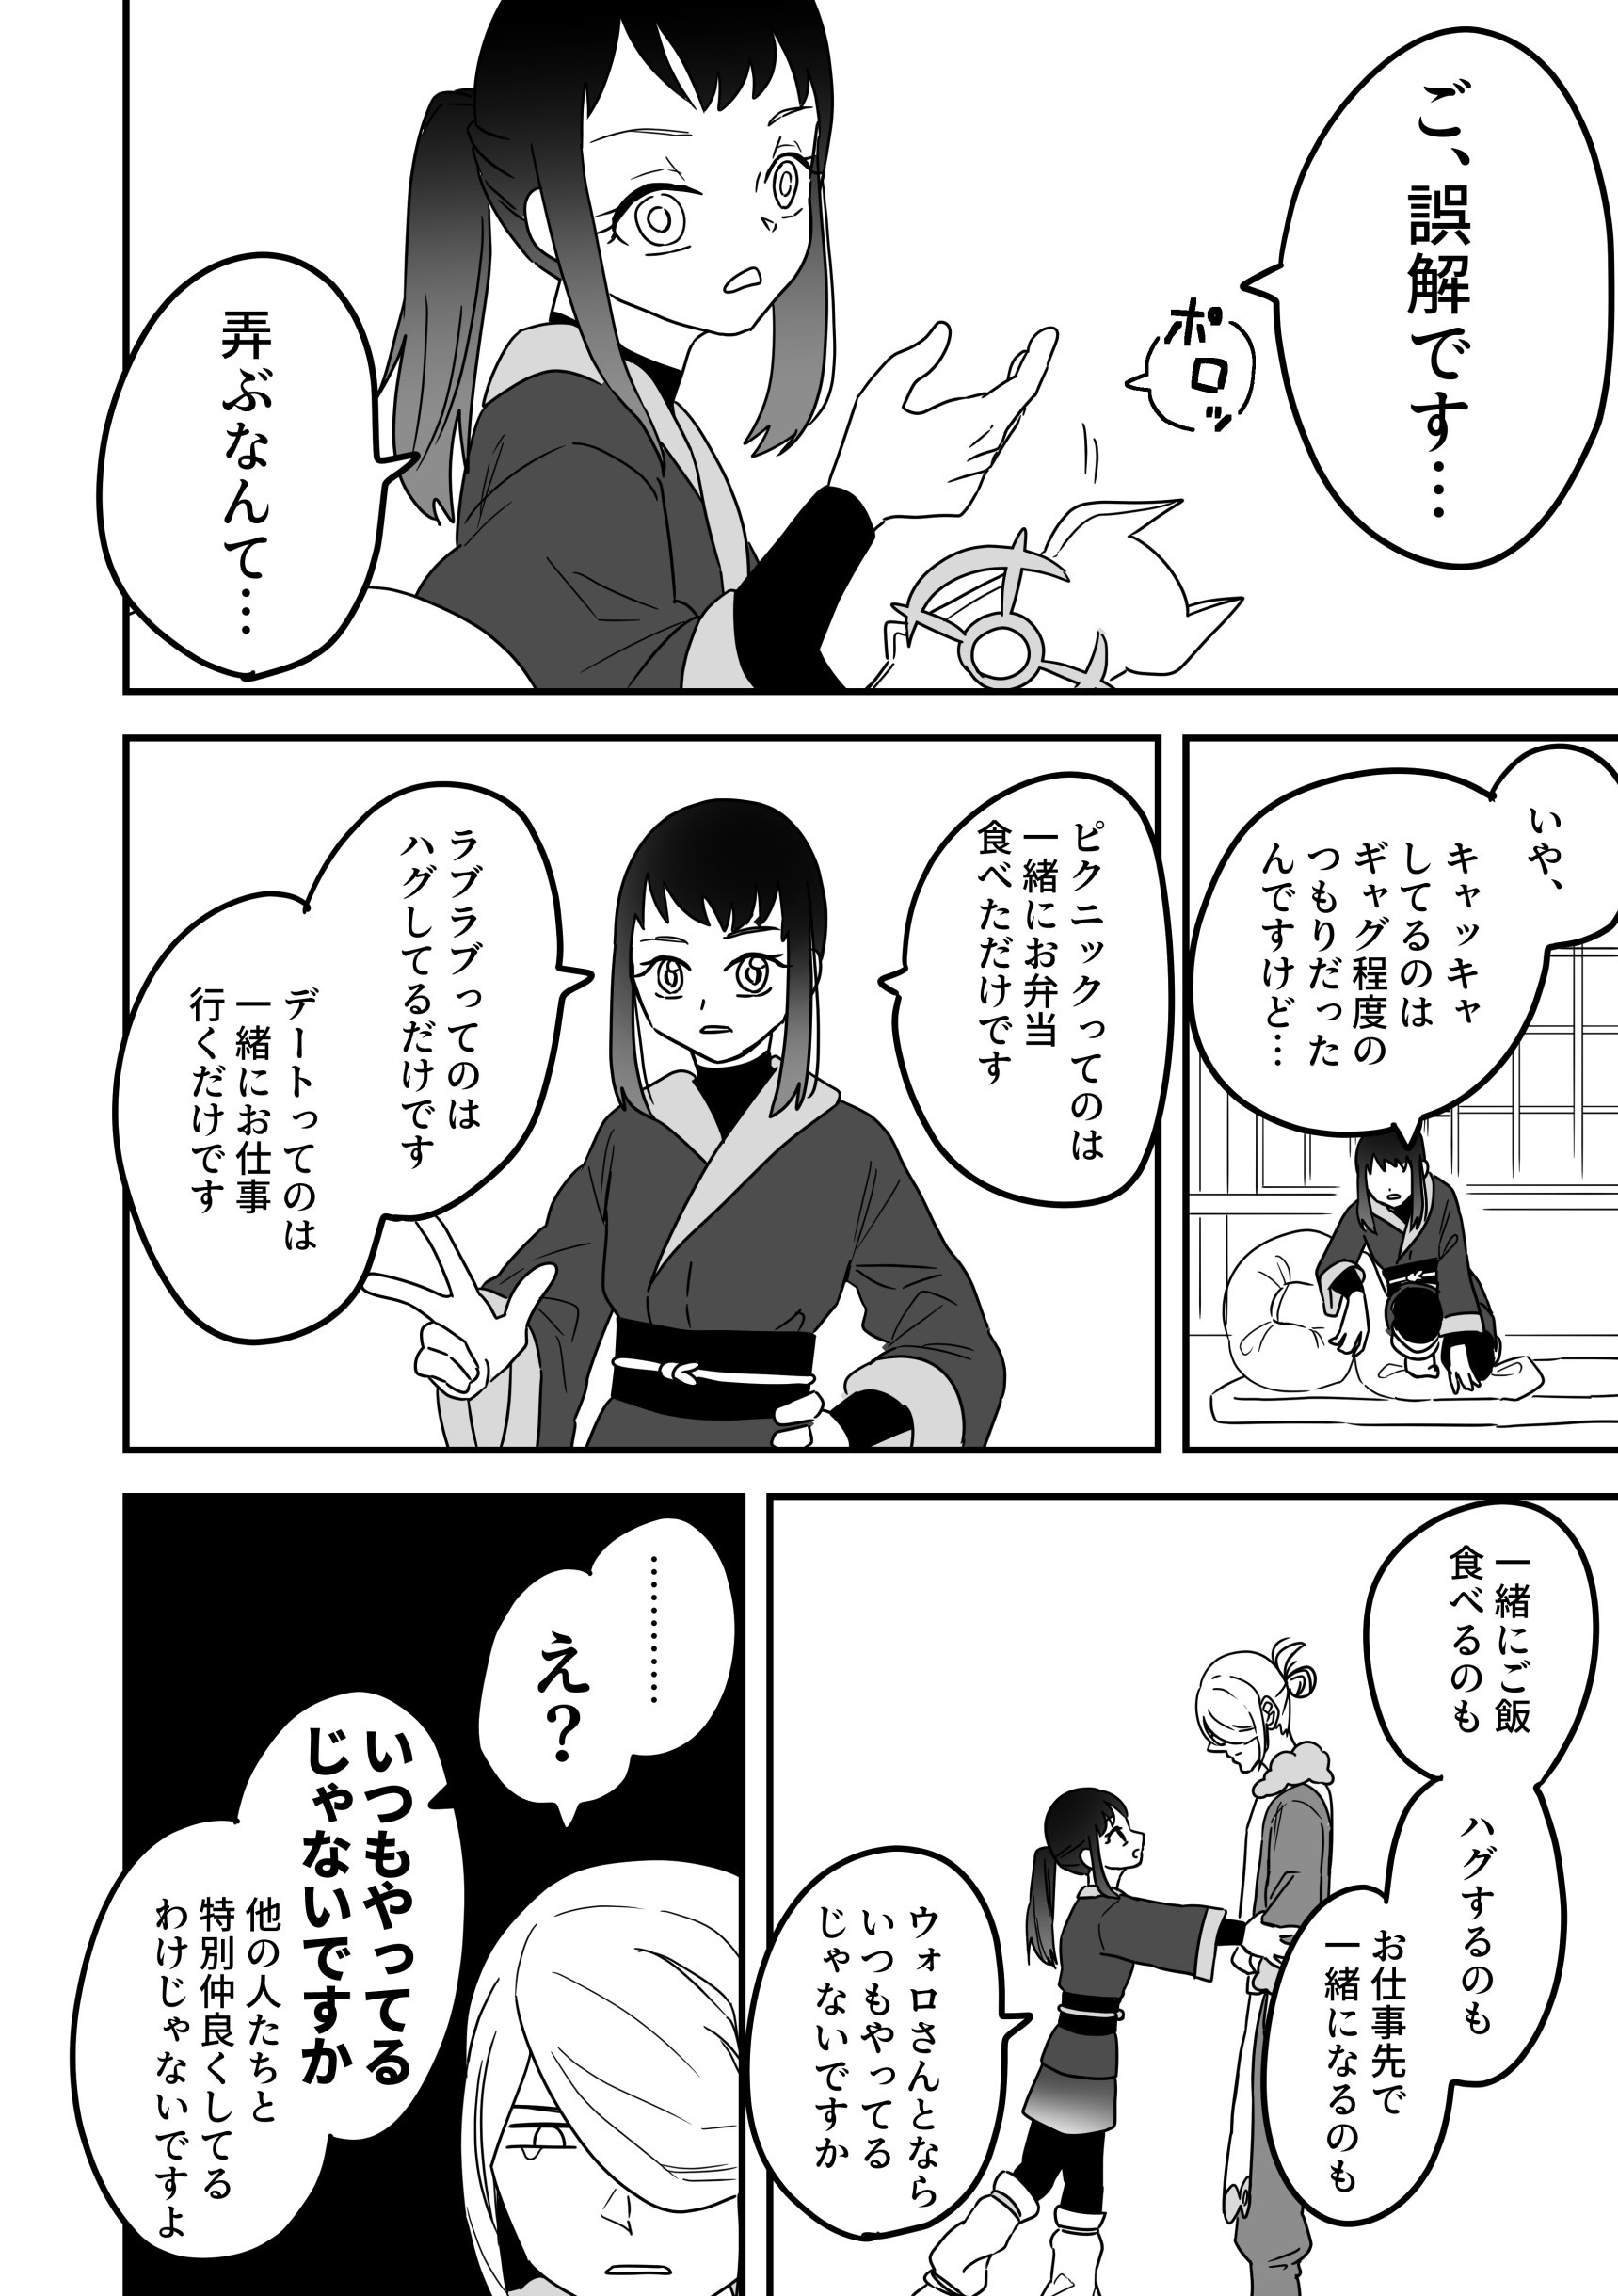 ご、誤解です…
ポロッ
弄ぶなんて……
いや、
キャッキャ
してるのは
ギャグ程度の
つもりだった
んですけど…
ピクニックってのは
一緒にお弁当
食べただけです
ラブラブってのは
ハグしてるだけです
デートってのは
一緒にお仕事
行くだけです
一緒にご飯
食べるのも
ハグするのも
お仕事先で
一緒になるのも
ウォロさんとなら
いつもやってる
じゃないですか
…………
え?
いつもやってる
じゃないですか
他の人たちと
特別仲良くしてる
わけじゃないですよ